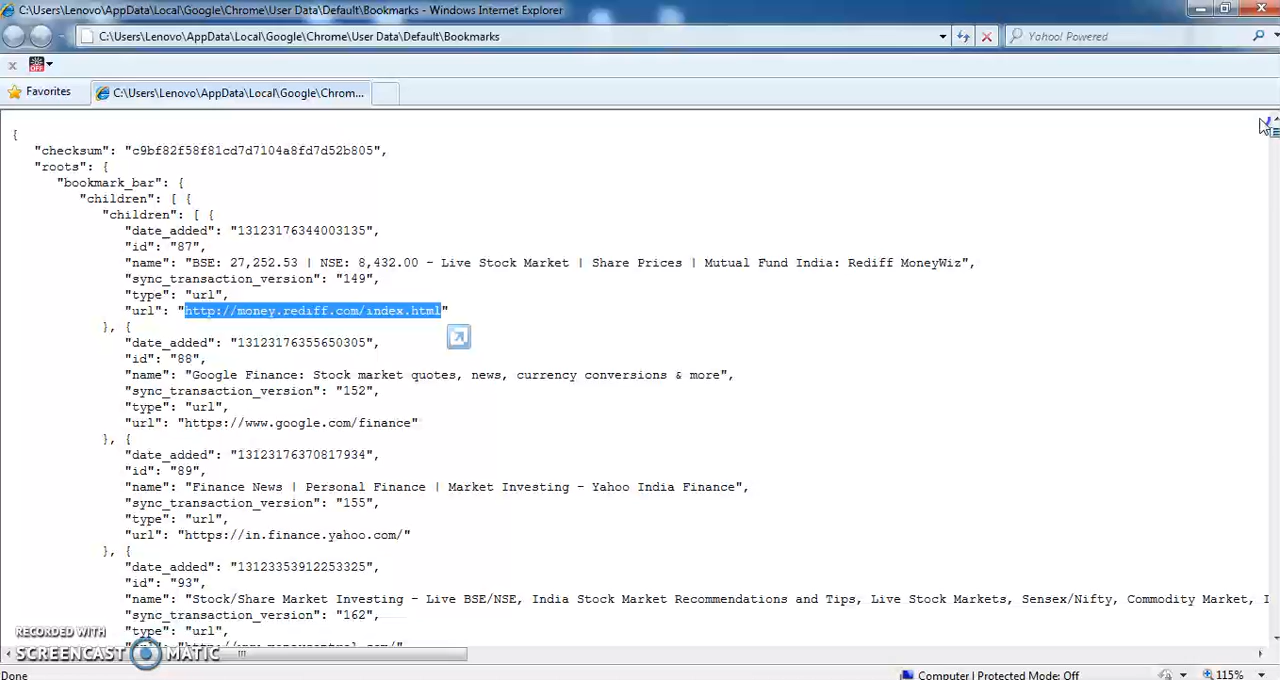 C:\Users\Lenovo\AppData\Local\Google\Chrome\User Data\Default\Bookmarks - Windows Internet Explorer
C:\Users\Lenovo\AppData\Local\Google\Chrome\User Data\Default\Bookmarks
Yahoo! Powered
x OFF
Favorites
C:\Users\Lenovo\AppData\Local\Google\Chrom...
{
"checksum": "c9bf82f58f81cd7d7104a8fd7d52b805",
"roots": {
"bookmark_bar": {
"children": [ {
"children": [ {
"date_added": "13123176344003135",
"id": "87",
"name": "BSE: 27,252.53 | NSE: 8,432.00 - Live Stock Market | Share Prices | Mutual Fund India: Rediff MoneyWiz",
"sync_transaction_version": "149",
"type": "url",
"url": "http://money.rediff.com/index.html"
}, {
"date_added": "13123176355650305",
"id": "88",
"name": "Google Finance: Stock market quotes, news, currency conversions & more",
"sync_transaction_version": "152",
"type": "url",
"url": "https://www.google.com/finance"
}, {
"date_added": "13123176370817934",
"id": "89",
"name": "Finance News | Personal Finance | Market Investing - Yahoo India Finance",
"sync_transaction_version": "155",
"type": "url",
"url": "https://in.finance.yahoo.com/"
}, {
"date_added": "13123353912253325",
"id": "93",
"name": "Stock/Share Market Investing - Live BSE/NSE, India Stock Market Recommendations and Tips, Live Stock Markets, Sensex/Nifty, Commodity Market, I
"sync_transaction_version": "162",
"type": "url",
RECORDED WITH
SCREENCAST MATIC
Done
Computer | Protected Mode: Off
115%